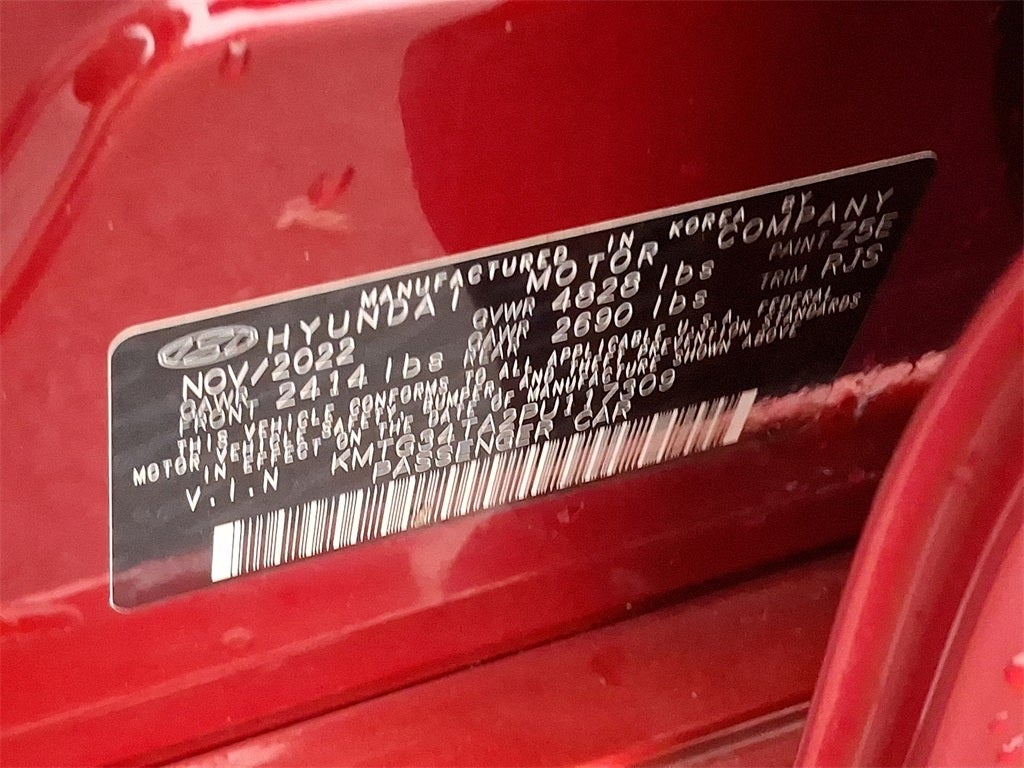 MANUFACTURED IN KOREA BY
HYUNDAI MOTOR COMPANY
NOV/2022 GVWR 4828 lbs PAINT Z5E
GAWR FRONT 2414 lbs GAWR REAR 2690 lbs TRIM RJS
THIS VEHICLE CONFORMS TO ALL APPLICABLE U.S.A. FEDERAL
MOTOR VEHICLE SAFETY, BUMPER, AND THEFT PREVENTION STANDARDS
IN EFFECT ON THE DATE OF MANUFACTURE SHOWN ABOVE
V.I.N KMTG34TA2PU117309
PASSENGER CAR